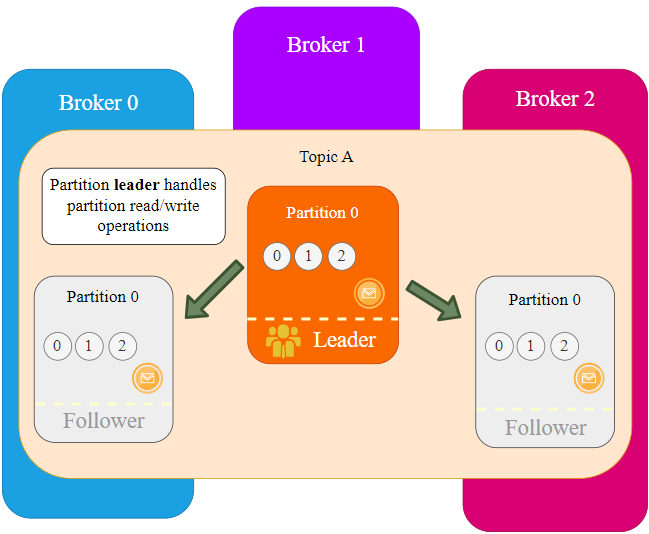 Broker 1
Broker 0
Broker 2
Topic A
Partition leader handles
partition read/write
operations
Partition 0
0 1 2
Leader
Partition 0
0 1 2
Follower
Partition 0
0 1 2
Follower